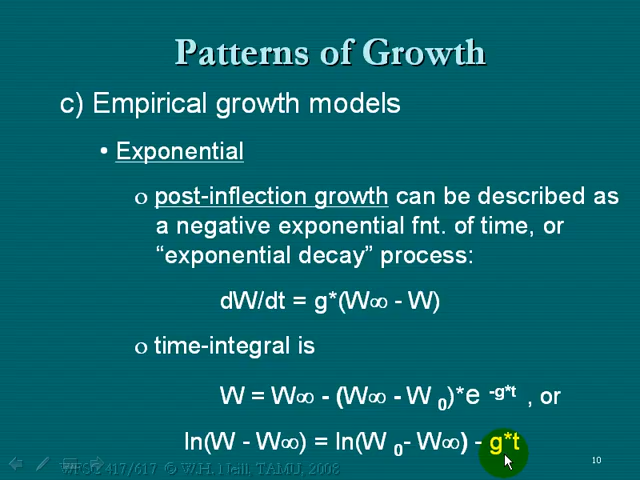 Patterns of Growth
c) Empirical growth models
• Exponential
o post-inflection growth can be described as
a negative exponential fnt. of time, or
“exponential decay” process:
dW/dt = g*(W∞ - W)
o time-integral is
W = W∞ - (W∞ - W 0)*e -g*t , or
ln(W - W∞) = ln(W 0- W∞) - g*t
WFSC 417/617 © W.H. Neill, TAMU, 2008
10